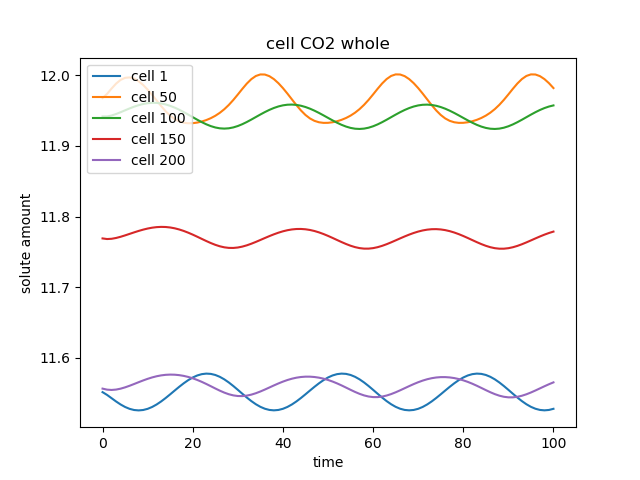 cell CO2 whole
12.0
11.9
11.8
11.7
11.6
solute amount
cell 1
cell 50
cell 100
cell 150
cell 200
0
20
40
60
80
100
time